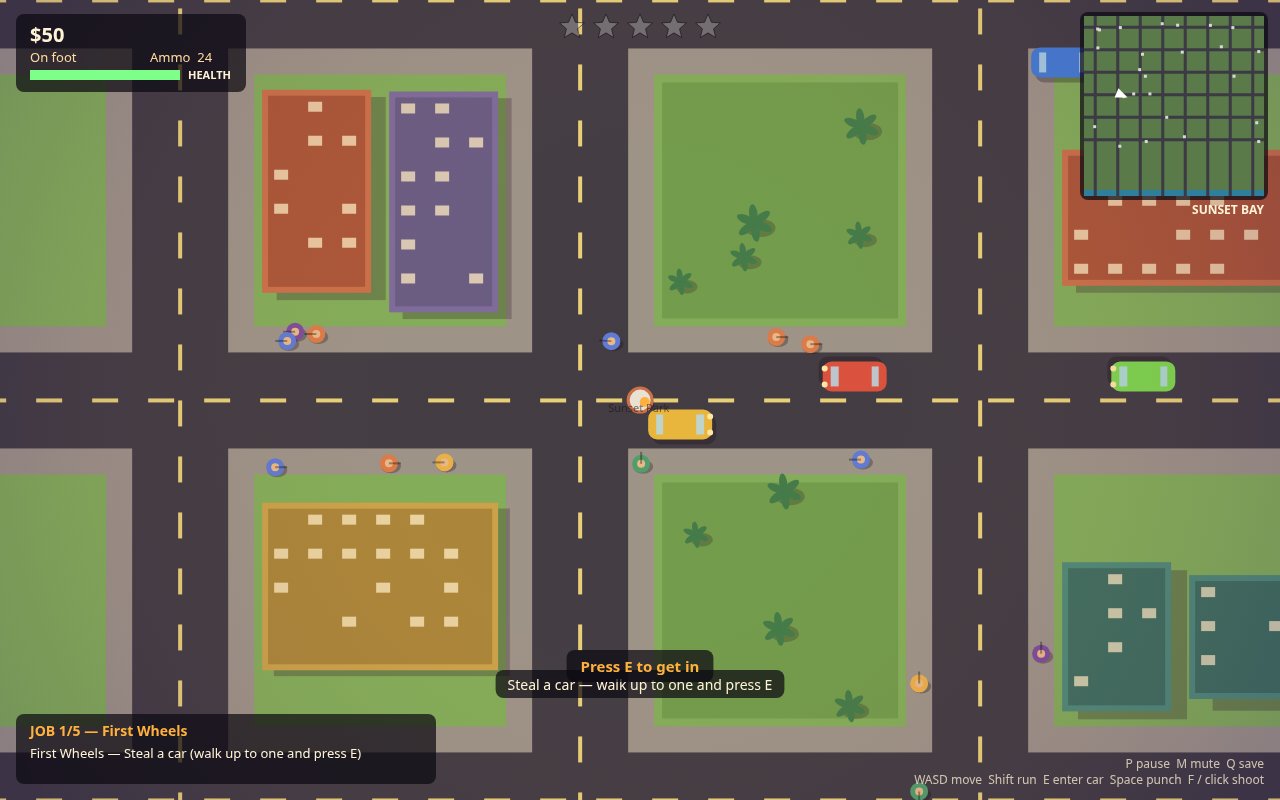 $50
On foot Ammo 24
HEALTH
SUNSET BAY
Sunset Park
Press E to get in
Steal a car — walk up to one and press E
JOB 1/5 — First Wheels
First Wheels — Steal a car (walk up to one and press E)
P pause M mute Q save
WASD move Shift run E enter car Space punch F / click shoot